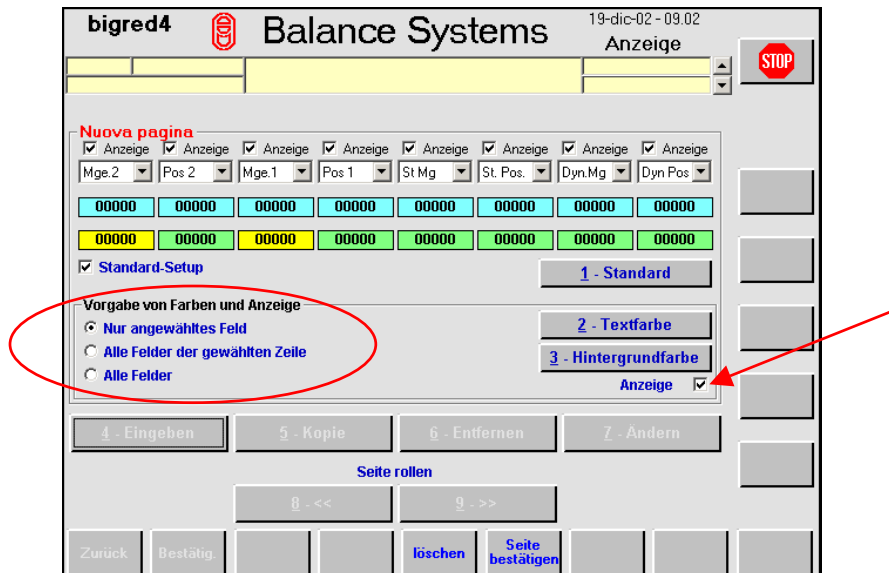 bigred4
Balance Systems
19-dic-02 - 09.02
Anzeige
STOP
Nuova pagina
Anzeige Anzeige Anzeige Anzeige Anzeige Anzeige Anzeige Anzeige
Mge.2 Pos 2 Mge.1 Pos 1 St Mg St. Pos. Dyn.Mg Dyn Pos
00000 00000 00000 00000 00000 00000 00000 00000
00000 00000 00000 00000 00000 00000 00000 00000
Standard-Setup
1 - Standard
Vorgabe von Farben und Anzeige
Nur angewähltes Feld
Alle Felder der gewählten Zeile
Alle Felder
2 - Textfarbe
3 - Hintergrundfarbe
Anzeige
4 - Eingeben 5 - Kopie 6 - Entfernen 7 - Ändern
Seite rollen
8 - << 9 - >>
Zurück Bestätig. löschen Seite
bestätigen